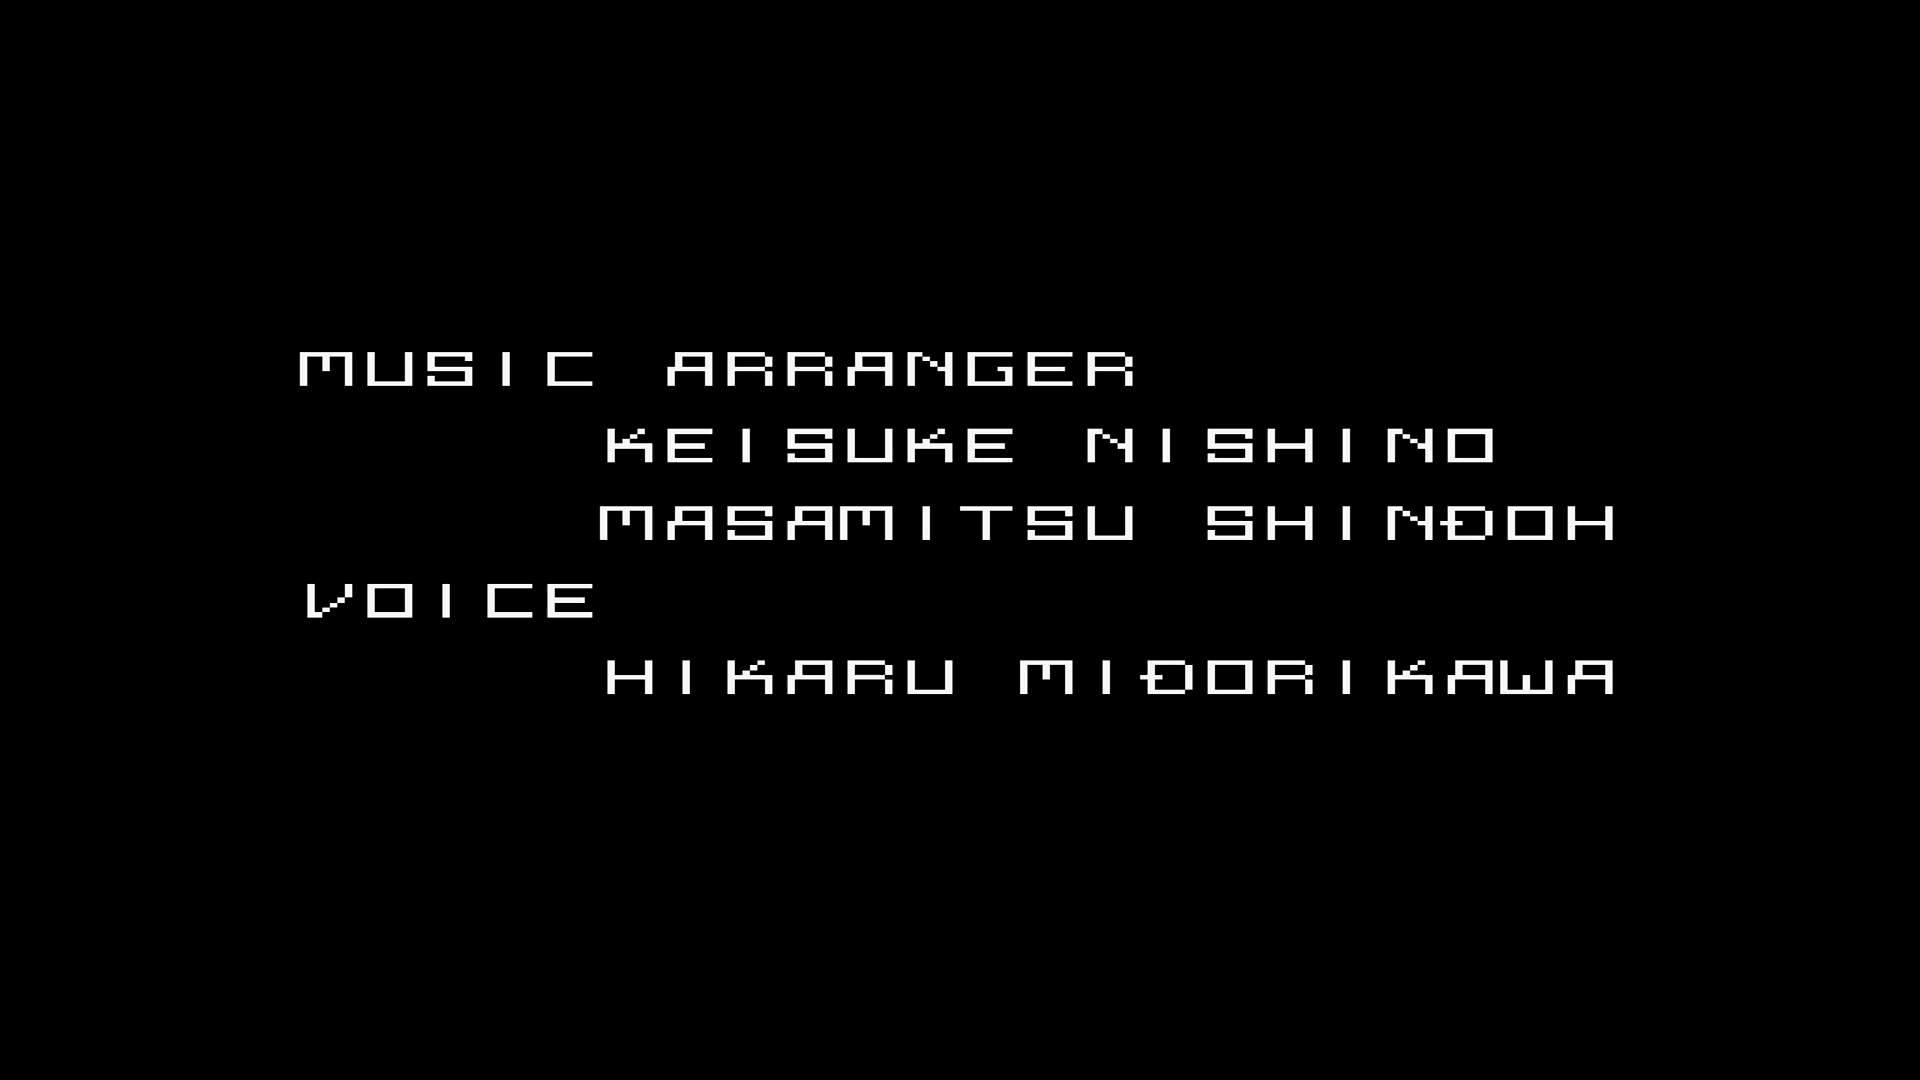 MUSIC ARRANGER
KEISUKE NISHINO
MASAMITSU SHINDOH
VOICE
HIKARU MIDORIKAWA